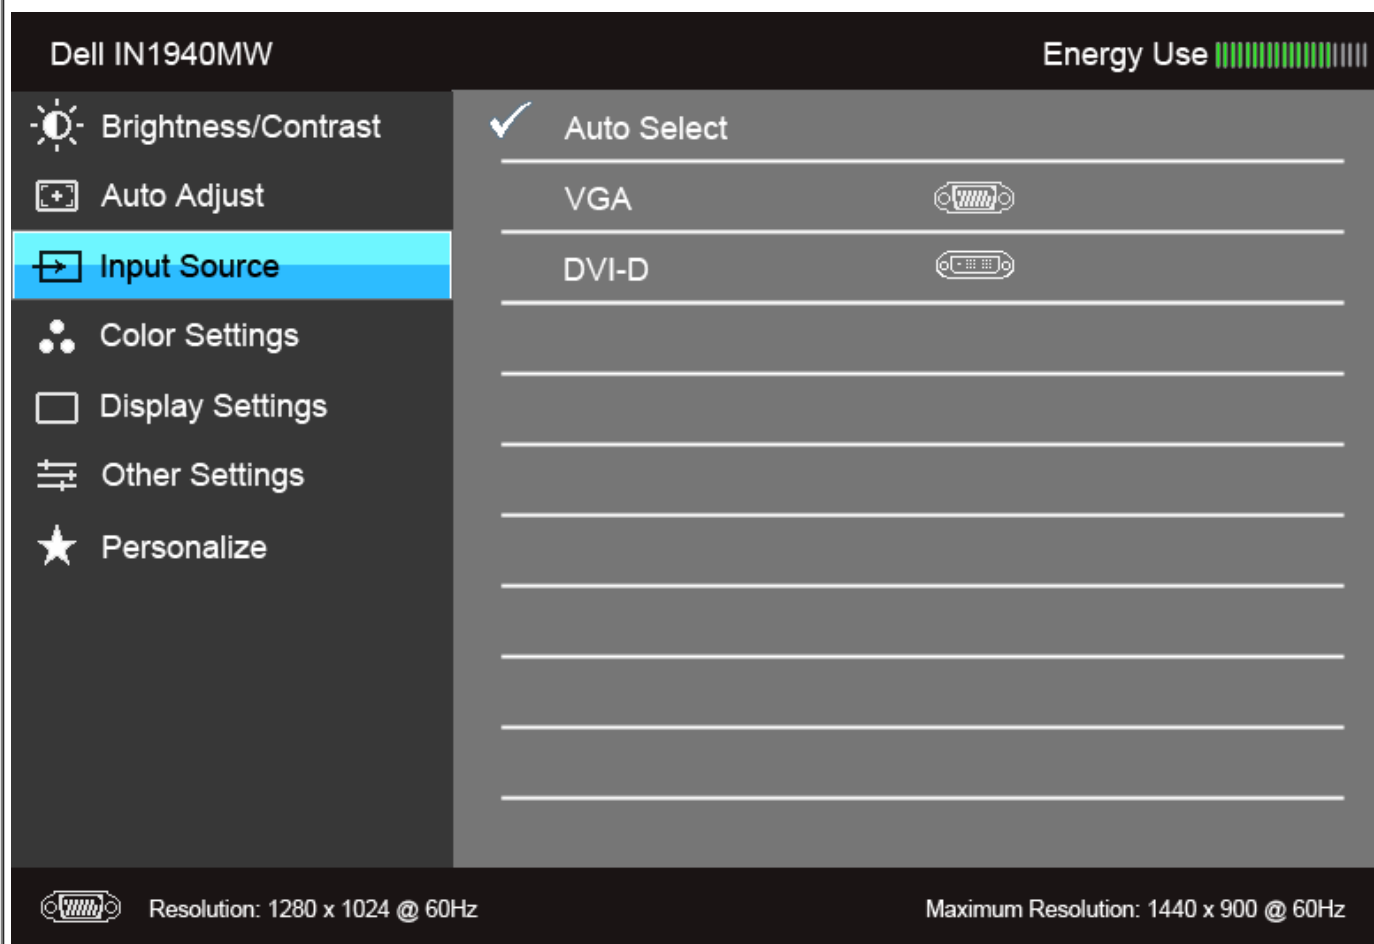 Dell IN1940MW
Energy Use
Brightness/Contrast
Auto Adjust
Input Source
Color Settings
Display Settings
Other Settings
Personalize
Auto Select
VGA
DVI-D
Resolution: 1280 x 1024 @ 60Hz
Maximum Resolution: 1440 x 900 @ 60Hz